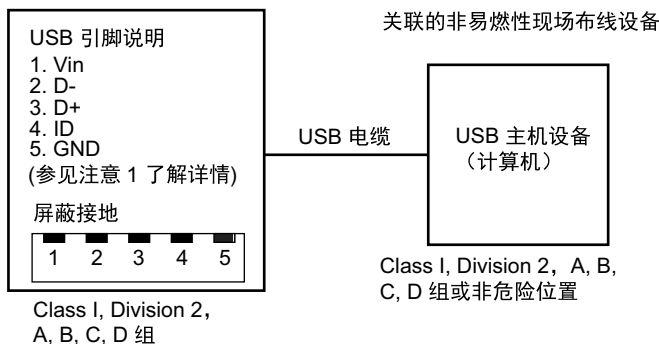 关联的非易燃性现场布线设备
USB 引脚说明
1. Vin
2. D-
3. D+
4. ID
5. GND
(参见注意 1 了解详情)
屏蔽接地
1 2 3 4 5
Class I, Division 2,
A, B, C, D 组
USB 电缆
USB 主机设备
（计算机）
Class I, Division 2, A, B,
C, D 组或非危险位置